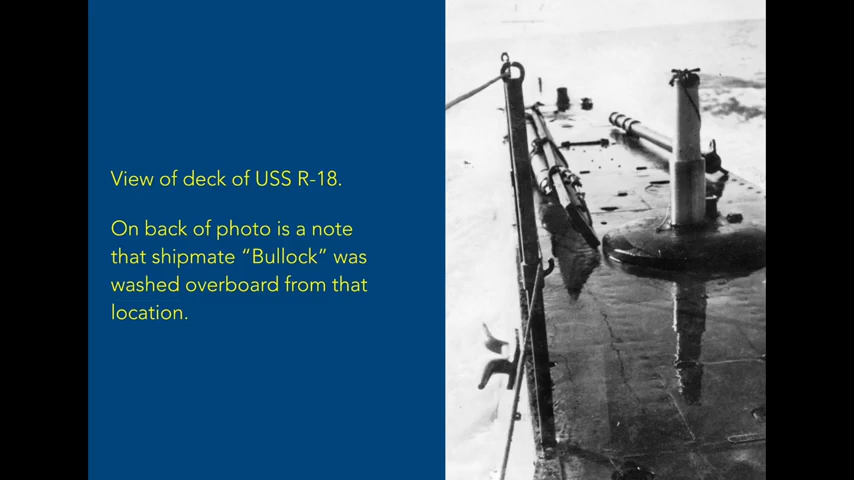 View of deck of USS R-18.
On back of photo is a note
that shipmate “Bullock” was
washed overboard from that
location.